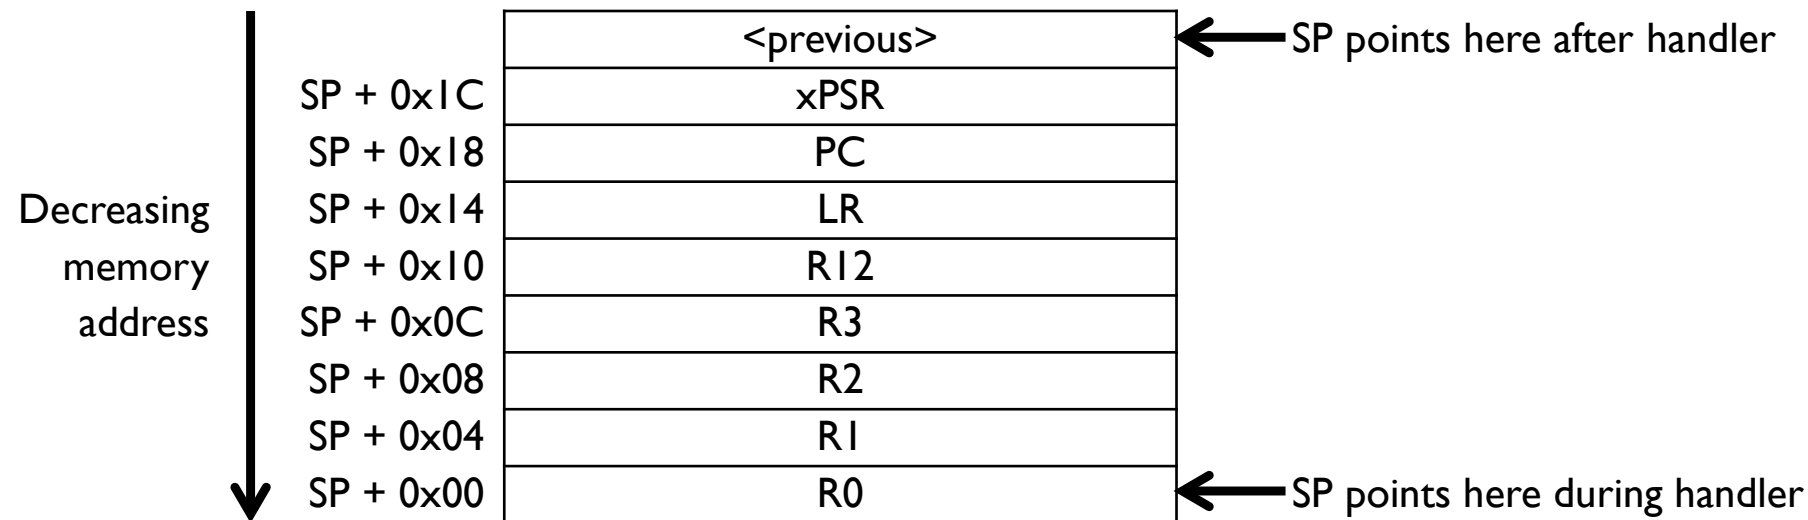 <previous>
SP points here after handler
SP + 0x1C
xPSR
SP + 0x18
PC
Decreasing
memory
address
SP + 0x14
LR
SP + 0x10
R12
SP + 0x0C
R3
SP + 0x08
R2
SP + 0x04
R1
SP + 0x00
R0
SP points here during handler